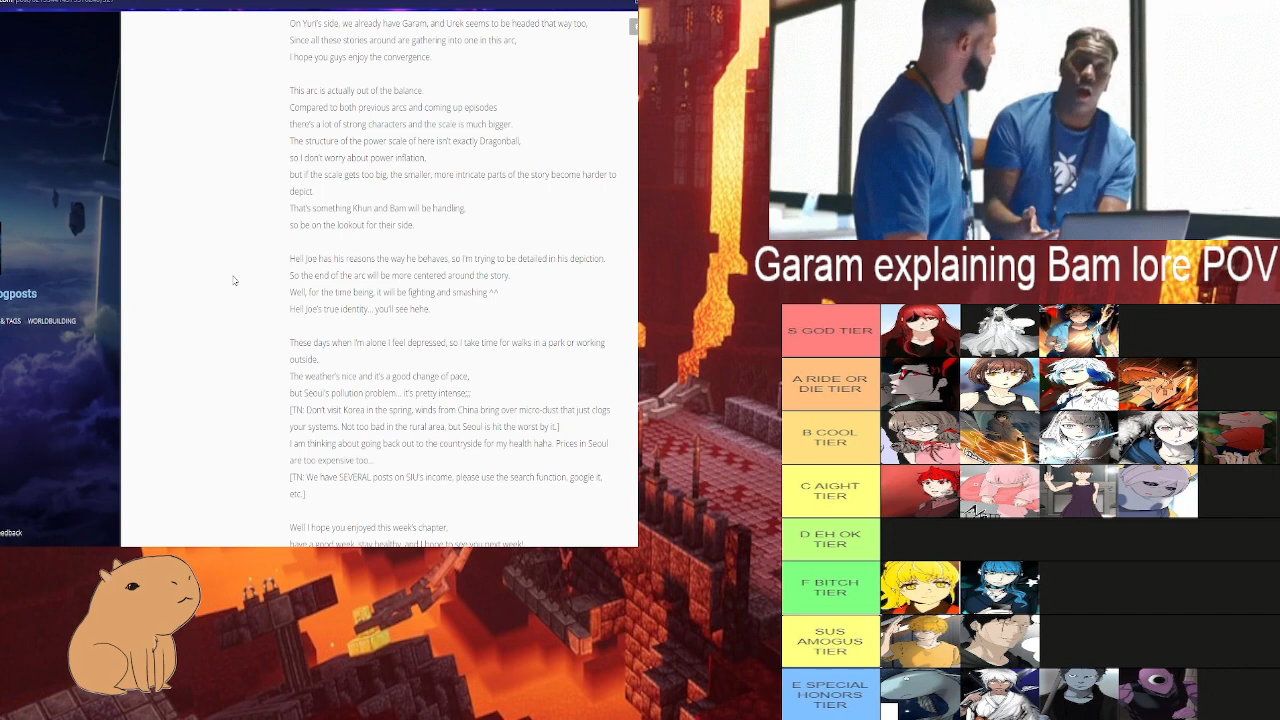 On Yuri's side, we already have Garam, and Urek seems to be headed that way too,
Since all these stories around are gathering into one in this arc,
I hope you guys enjoy the convergence.
This arc is actually out of the balance.
Compared to both previous arcs and coming up episodes
there's a lot of strong characters and the scale is much bigger.
The structure of the power scale of here isn't exactly Dragonball,
so I don't worry about power inflation,
but if the scale gets too big, the smaller, more intricate parts of the story become harder to
depict.
That's something Khun and Bam will be handling,
so be on the lookout for their side.
Hell Joe has his reasons the way he behaves, so I'm trying to be detailed in his depiction.
So the end of the arc will be more centered around the story.
Well, for the time being, it will be fighting and smashing ^^
Hell Joe's true identity... you'll see hehe.
These days when I'm alone I feel depressed, so I take time for walks in a park or working
outside.
The weather's nice and it's a good change of pace,
but Seoul's pollution problem... it's pretty intense;;;
[TN: Don't visit Korea in the spring, winds from China bring over micro-dust that just clogs
your systems. Not too bad in the rural area, but Seoul is hit the worst by it.]
I am thinking about going back out to the countryside for my health haha. Prices in Seoul
are too expensive too...
[TN: We have SEVERAL posts on SIU's income, please use the search function, google it,
etc.]
Well I hope you enjoyed this week's chapter,
have a good week, stay healthy, and I hope to see you next week!
ogposts
& TAGS
WORLDBUILDING
edback
Garam explaining Bam lore POV
S GOD TIER
A RIDE OR
DIE TIER
B COOL
TIER
C AIGHT
TIER
D EH OK
TIER
F BITCH
TIER
SUS
AMOGUS
TIER
E SPECIAL
HONORS
TIER